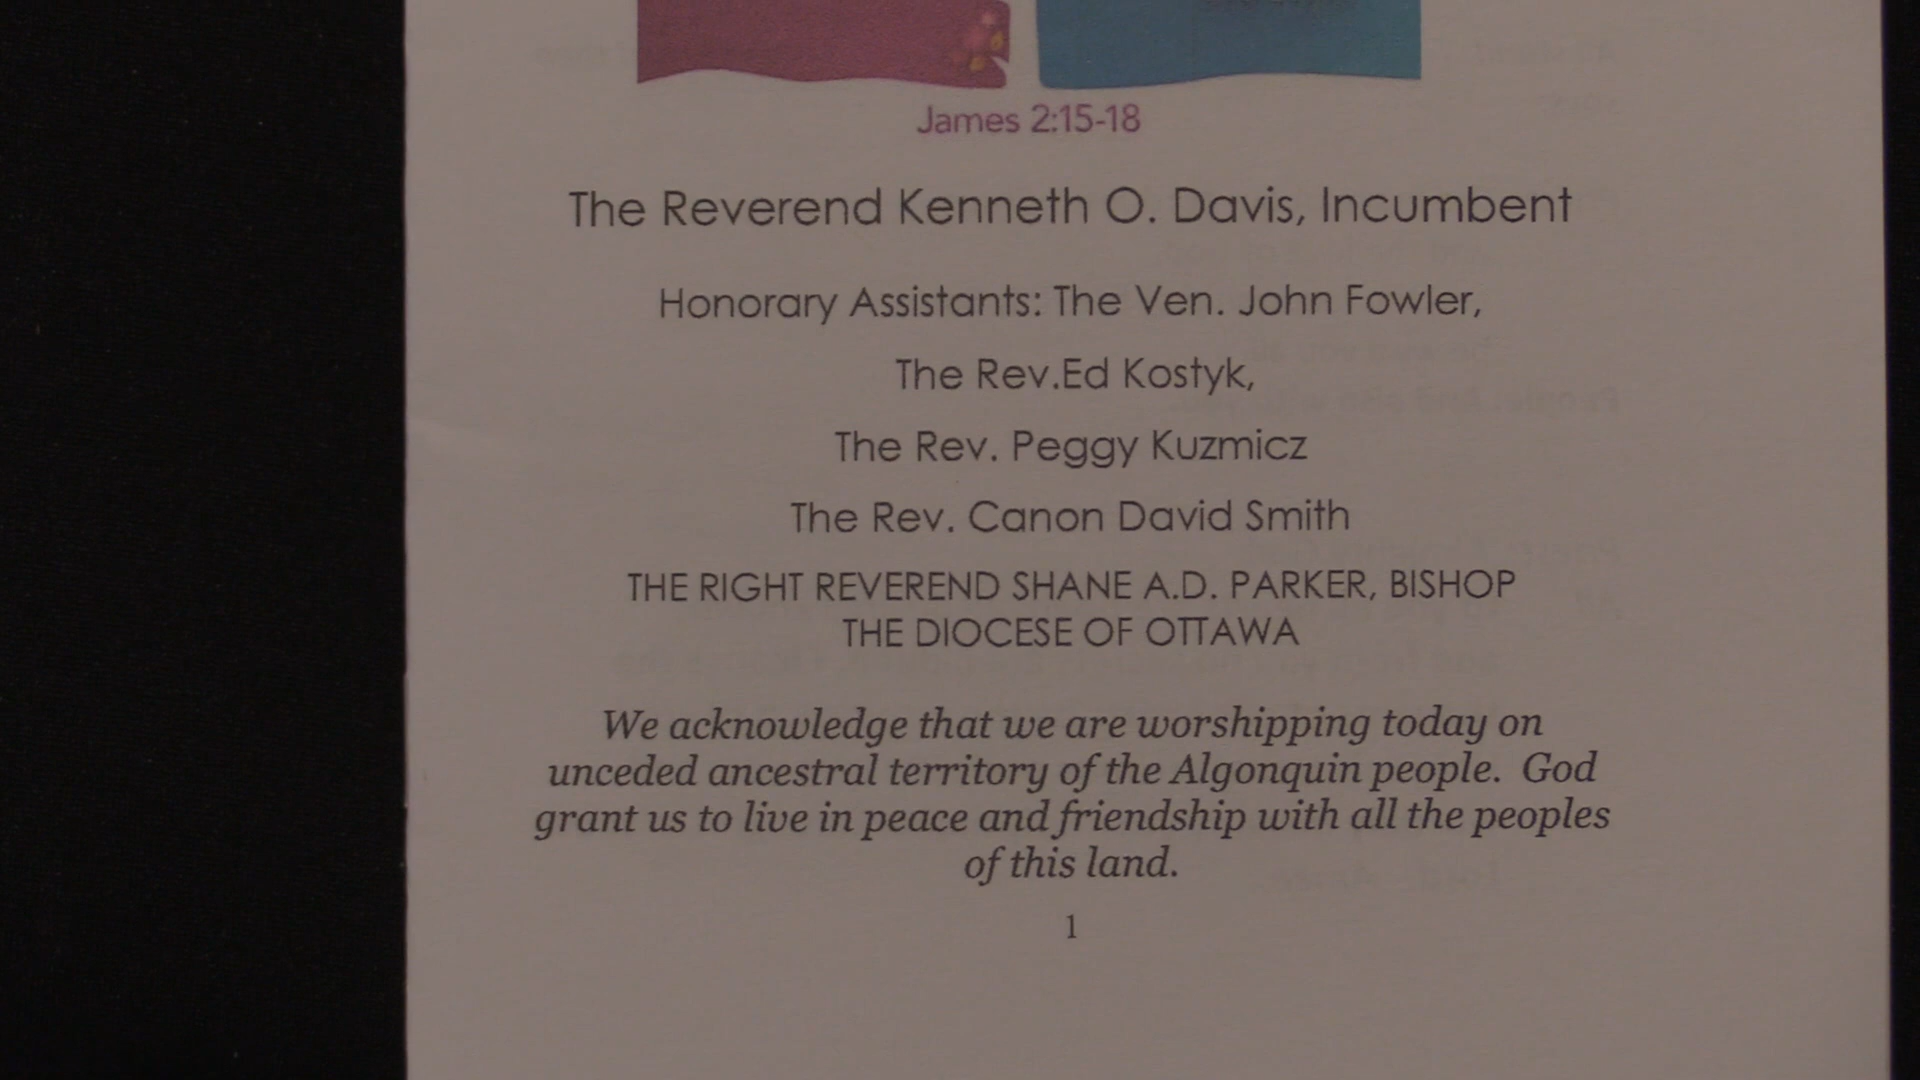 James 2:15-18
The Reverend Kenneth O. Davis, Incumbent
Honorary Assistants: The Ven. John Fowler,
The Rev.Ed Kostyk,
The Rev. Peggy Kuzmicz
The Rev. Canon David Smith
THE RIGHT REVEREND SHANE A.D. PARKER, BISHOP
THE DIOCESE OF OTTAWA
We acknowledge that we are worshipping today on
unceded ancestral territory of the Algonquin people. God
grant us to live in peace and friendship with all the peoples
of this land.
1